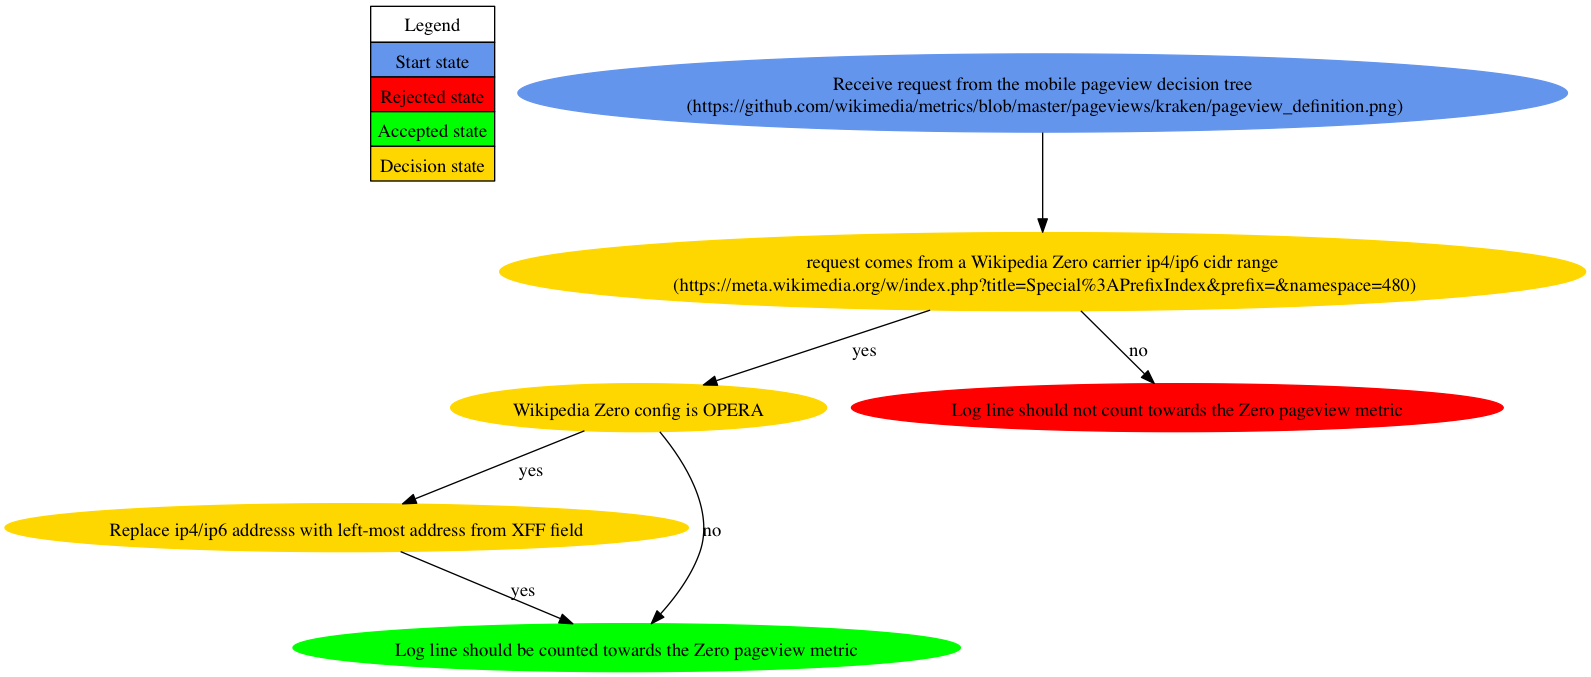 Legend
Start state
Rejected state
Accepted state
Decision state
Receive request from the mobile pageview decision tree
(https://github.com/wikimedia/metrics/blob/master/pageviews/kraken/pageview_definition.png)
request comes from a Wikipedia Zero carrier ip4/ip6 cidr range
(https://meta.wikimedia.org/w/index.php?title=Special%3APrefixIndex&prefix=&namespace=480)
yes
no
Wikipedia Zero config is OPERA
Log line should not count towards the Zero pageview metric
yes
Replace ip4/ip6 addresss with left-most address from XFF field
no
yes
Log line should be counted towards the Zero pageview metric